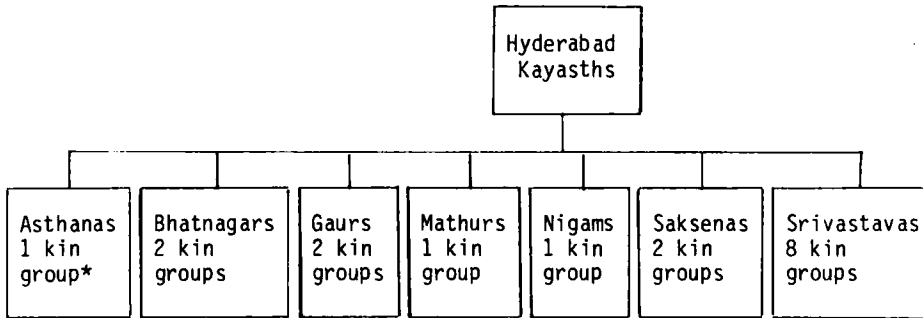 Hyderabad
Kayasths
Asthanas
1 kin
group*
Bhatnagars
2 kin
groups
Gaurs
2 kin
groups
Mathurs
1 kin
group
Nigams
1 kin
group
Saksenas
2 kin
groups
Srivastavas
8 kin
groups